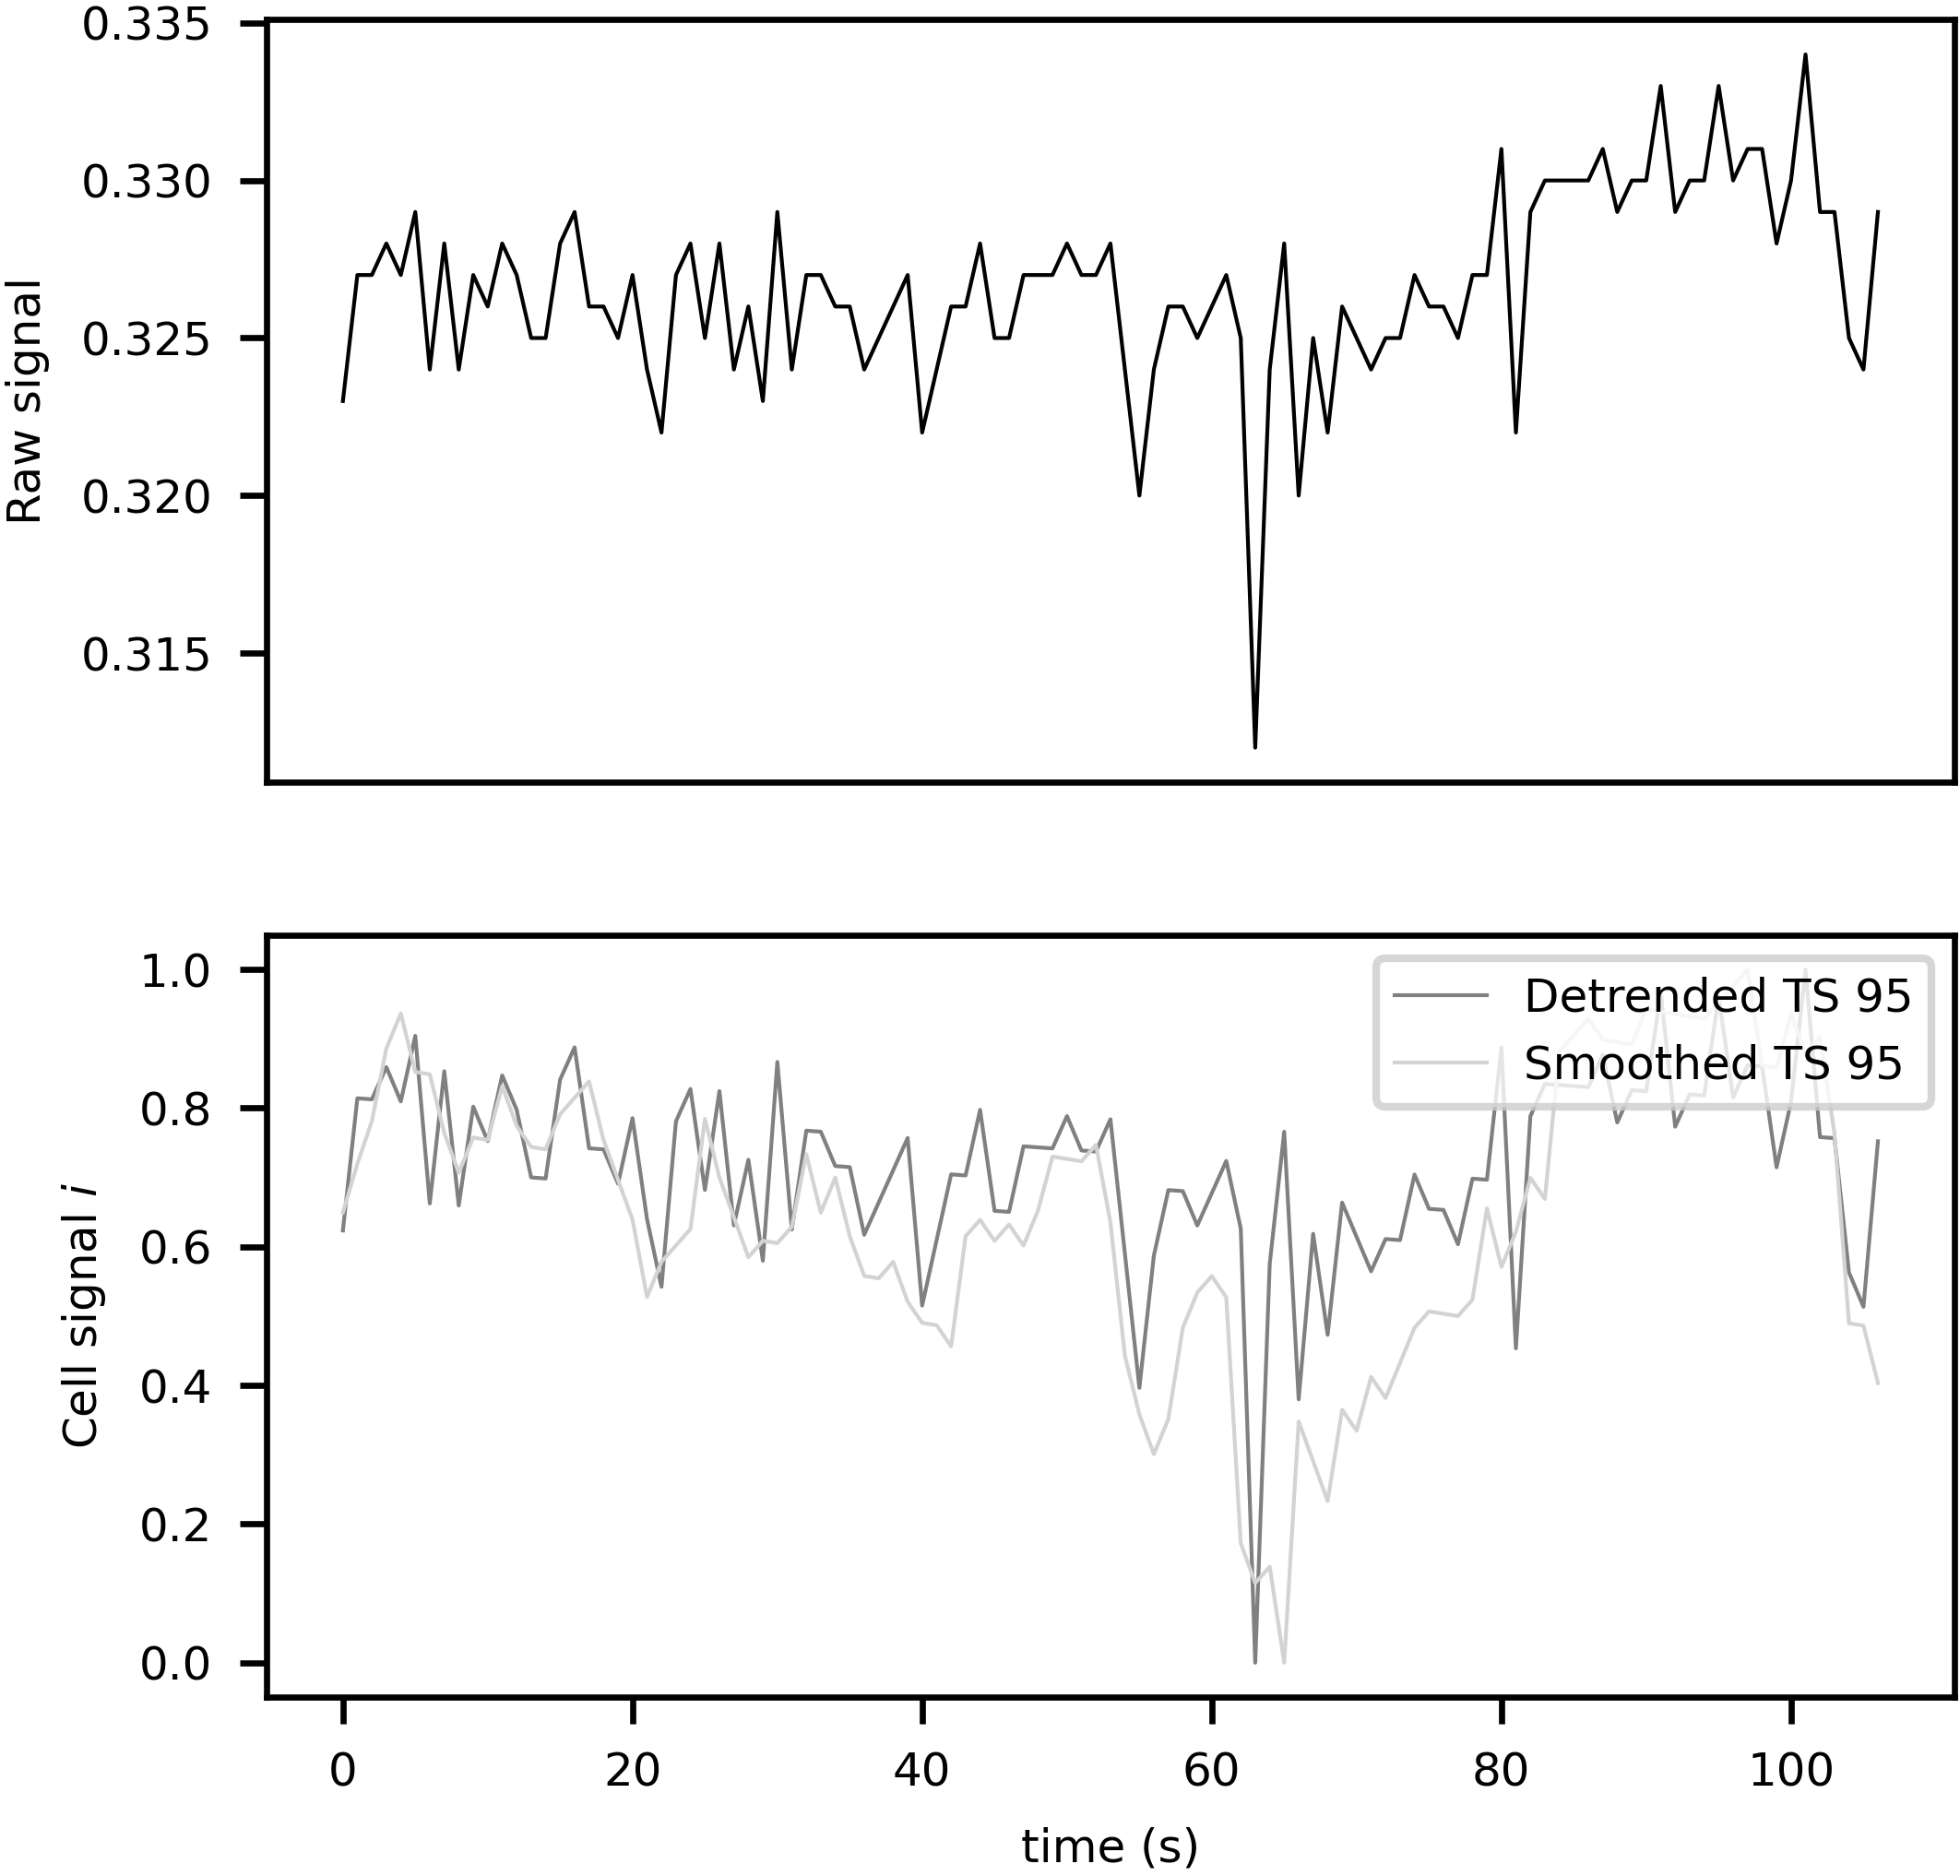 0.335
0.330
0.325
0.320
0.315
Raw signal
1.0
0.8
0.6
0.4
0.2
0.0
Cell signal i
Detrended TS 95
Smoothed TS 95
0 20 40 60 80 100
time (s)